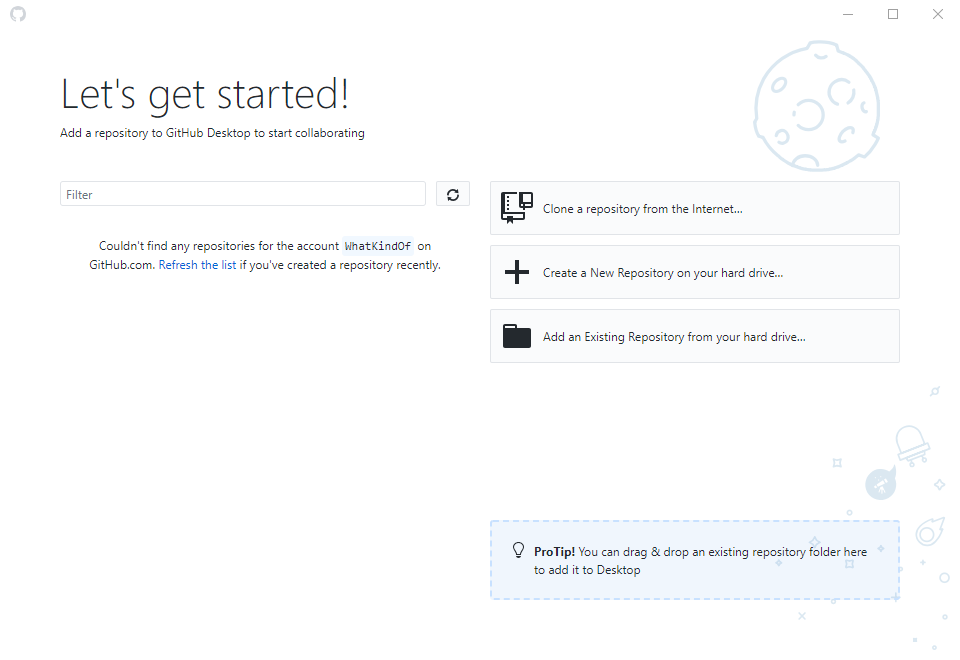 Let's get started!
Add a repository to GitHub Desktop to start collaborating
Filter
Couldn't find any repositories for the account WhatKindOf on
GitHub.com. Refresh the list if you've created a repository recently.
Clone a repository from the Internet...
Create a New Repository on your hard drive...
Add an Existing Repository from your hard drive...
ProTip! You can drag & drop an existing repository folder here
to add it to Desktop